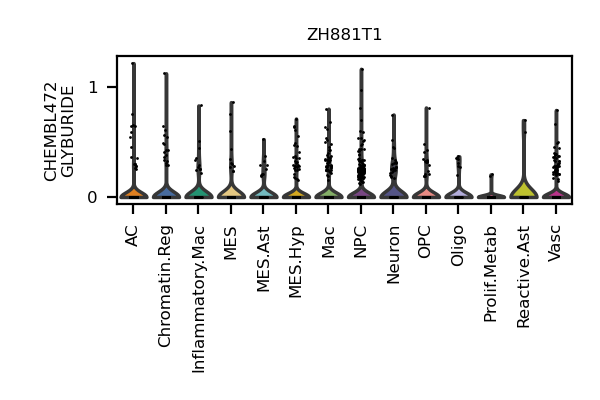 ZH881T1
CHEMBL472
GLYBURIDE
1
0
AC
Chromatin.Reg
Inflammatory.Mac
MES
MES.Ast
MES.Hyp
Mac
NPC
Neuron
OPC
Oligo
Prolif.Metab
Reactive.Ast
Vasc